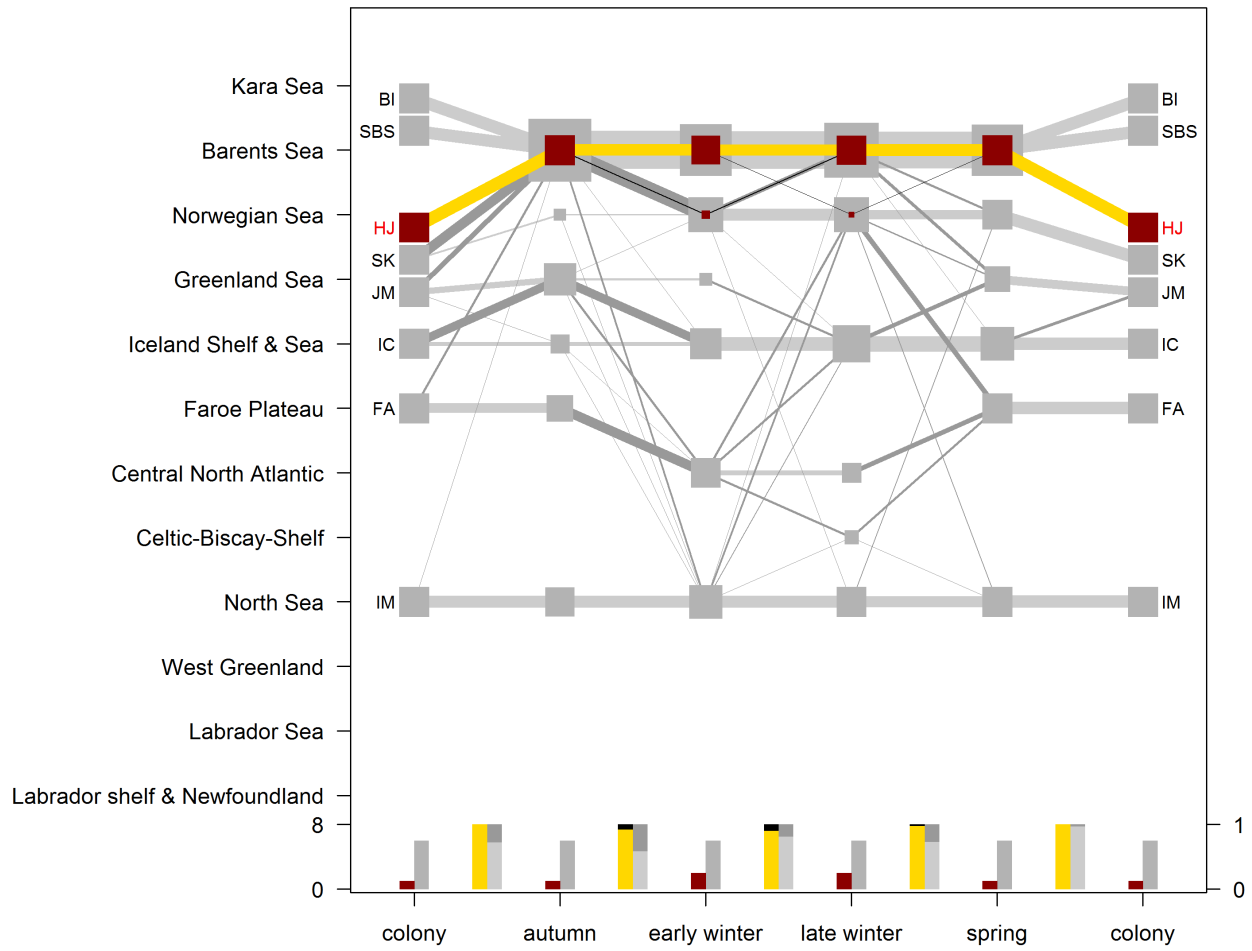 Kara Sea
BI BI
SBS SBS
Barents Sea
Norwegian Sea
HJ HJ
SK SK
Greenland Sea
JM JM
Iceland Shelf & Sea IC IC
Faroe Plateau FA FA
Central North Atlantic
Celtic-Biscay-Shelf
North Sea IM IM
West Greenland
Labrador Sea
Labrador shelf & Newfoundland
8 1
0 0
colony autumn early winter late winter spring colony